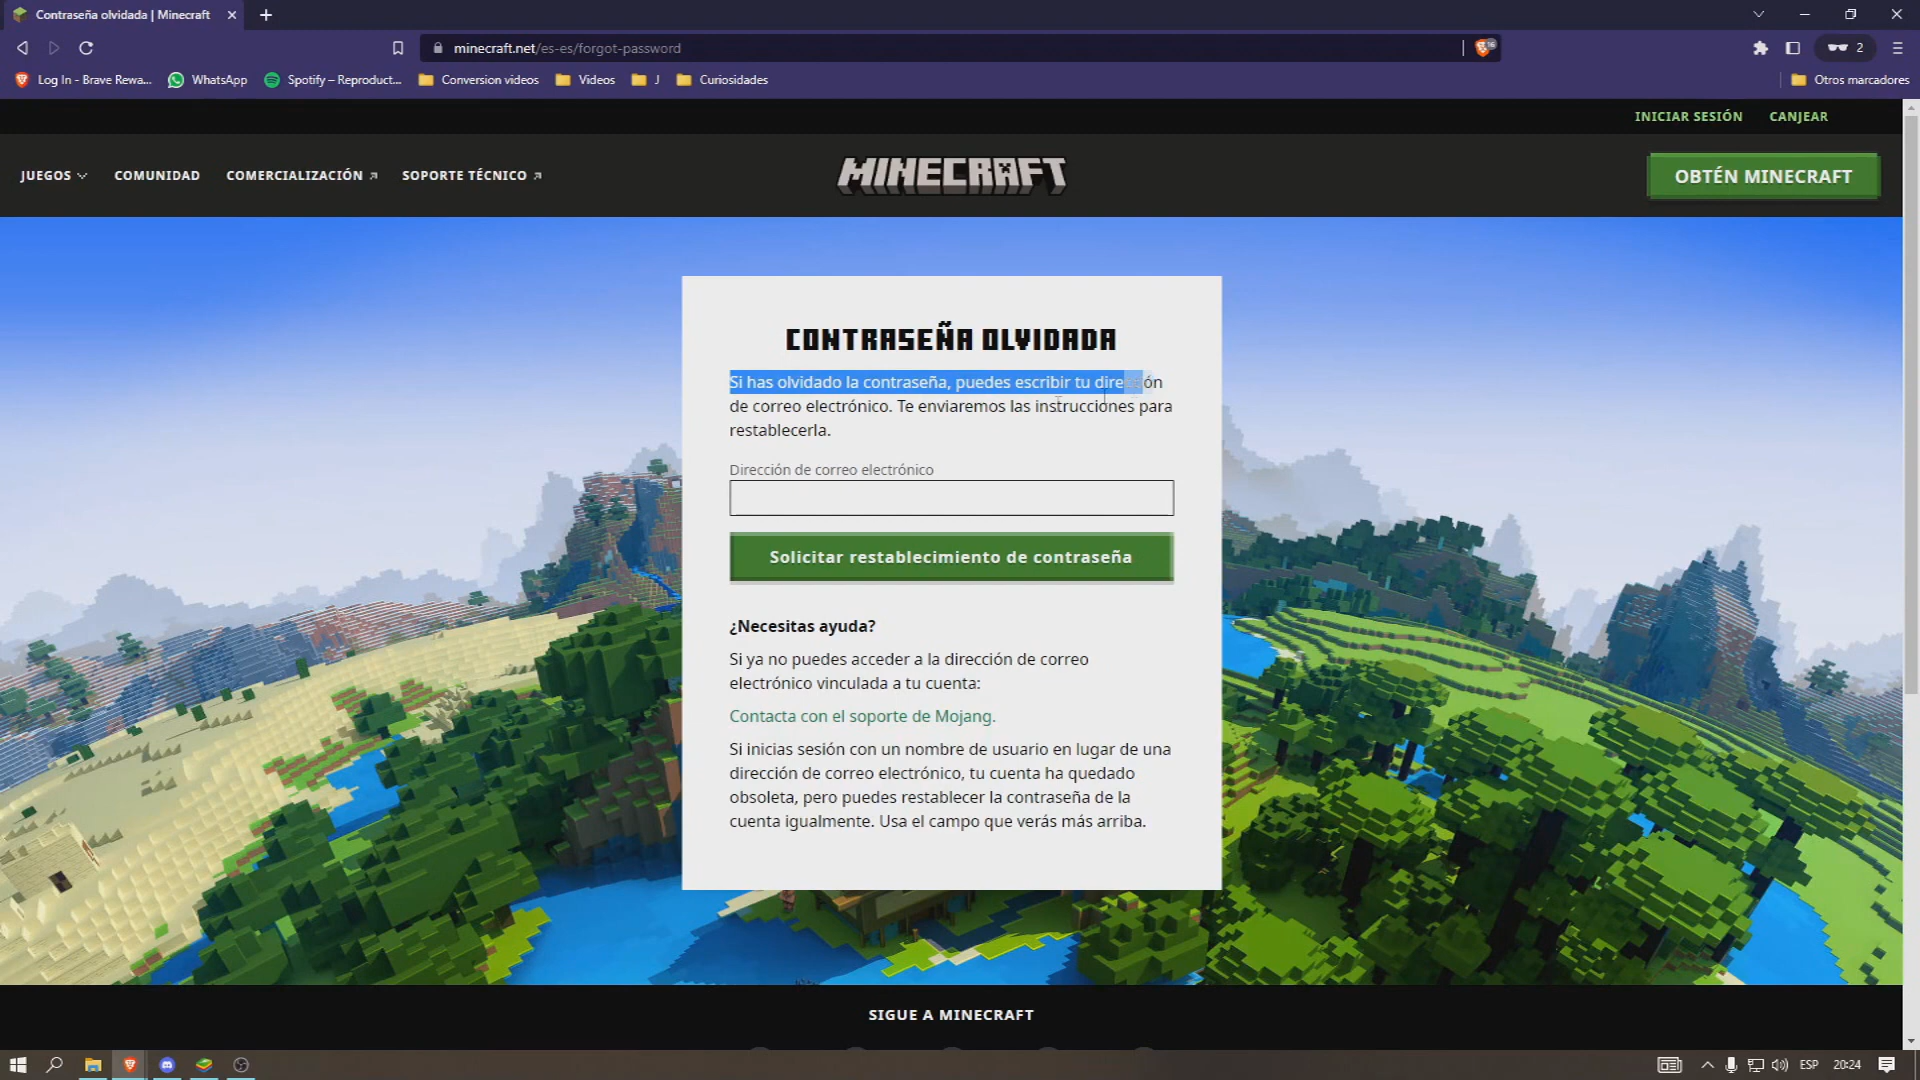 Contraseña olvidada | Minecraft
minecraft.net/es-es/forgot-password
16
2
Log In - Brave Rewa...
WhatsApp
Spotify – Reproduct...
Conversion videos
Videos
J
Curiosidades
Otros marcadores
INICIAR SESIÓN
CANJEAR
JUEGOS
COMUNIDAD
COMERCIALIZACIÓN
SOPORTE TÉCNICO
MINECRAFT
OBTÉN MINECRAFT
CONTRASEÑA OLVIDADA
Si has olvidado la contraseña, puedes escribir tu dirección
de correo electrónico. Te enviaremos las instrucciones para
restablecerla.
Dirección de correo electrónico
Solicitar restablecimiento de contraseña
¿Necesitas ayuda?
Si ya no puedes acceder a la dirección de correo
electrónico vinculada a tu cuenta:
Contacta con el soporte de Mojang.
Si inicias sesión con un nombre de usuario en lugar de una
dirección de correo electrónico, tu cuenta ha quedado
obsoleta, pero puedes restablecer la contraseña de la
cuenta igualmente. Usa el campo que verás más arriba.
SIGUE A MINECRAFT
ESP
20:24